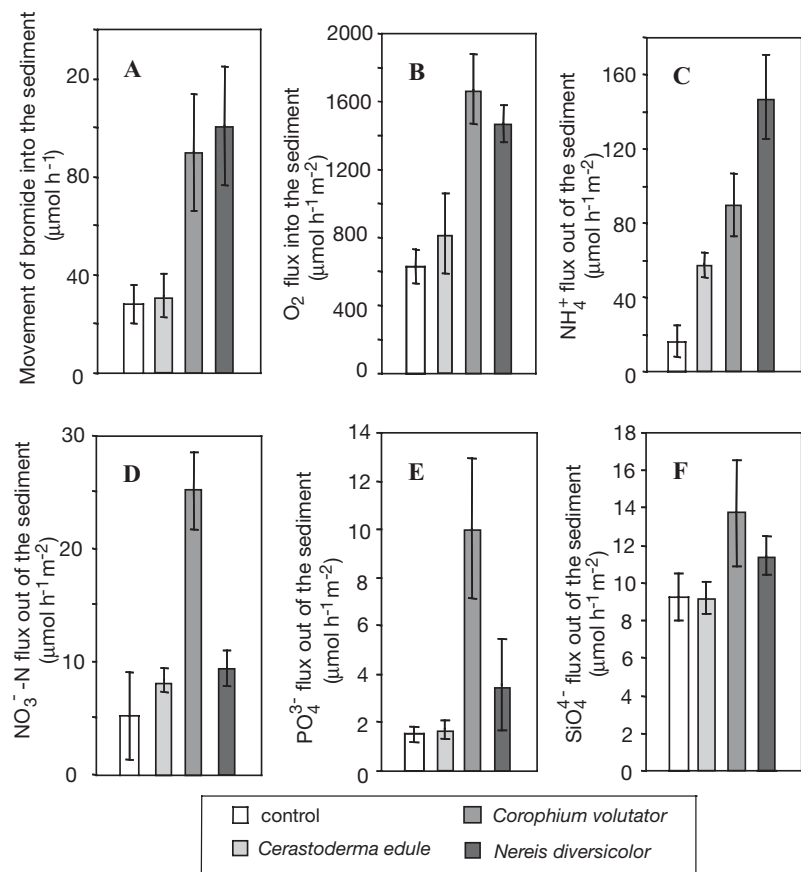 A
Movement of bromide into the sediment
(μmol h-1)
20
80
30
0
B
O2 flux into the sediment
(μmol h-1 m-2)
2000
1600
1200
800
400
0
C
NH4+ flux out of the sediment
(μmol h-1 m-2)
160
120
80
40
0
D
NO3- -N flux out of the sediment
(μmol h-1 m-2)
30
20
10
0
E
PO43- flux out of the sediment
(μmol h-1 m-2)
14
12
10
8
6
4
2
0
F
SiO44- flux out of the sediment
(μmol h-1 m-2)
18
16
14
12
10
8
6
4
2
0
control
Corophium volutator
Cerastoderma edule
Nereis diversicolor